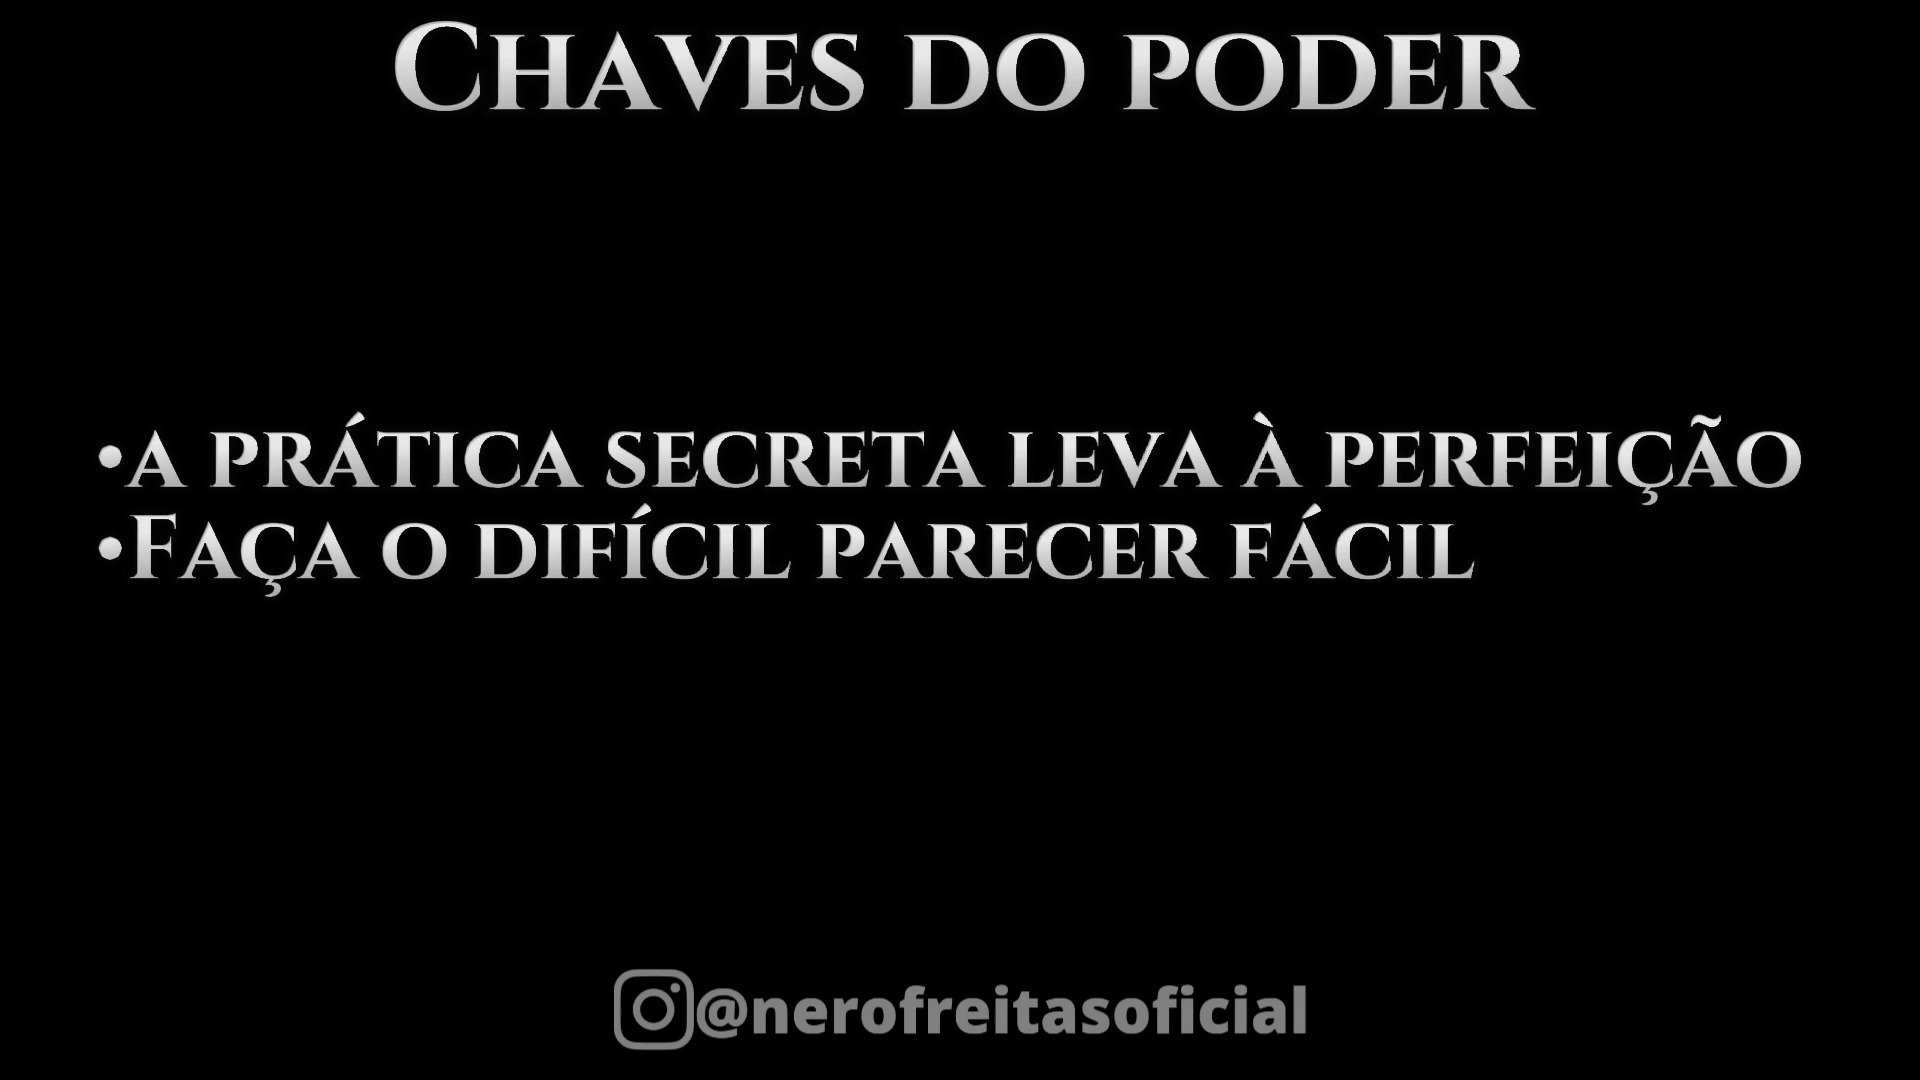 Chaves do poder
•a prática secreta leva à perfeição
•Faça o difícil parecer fácil
@nerofreitasoficial